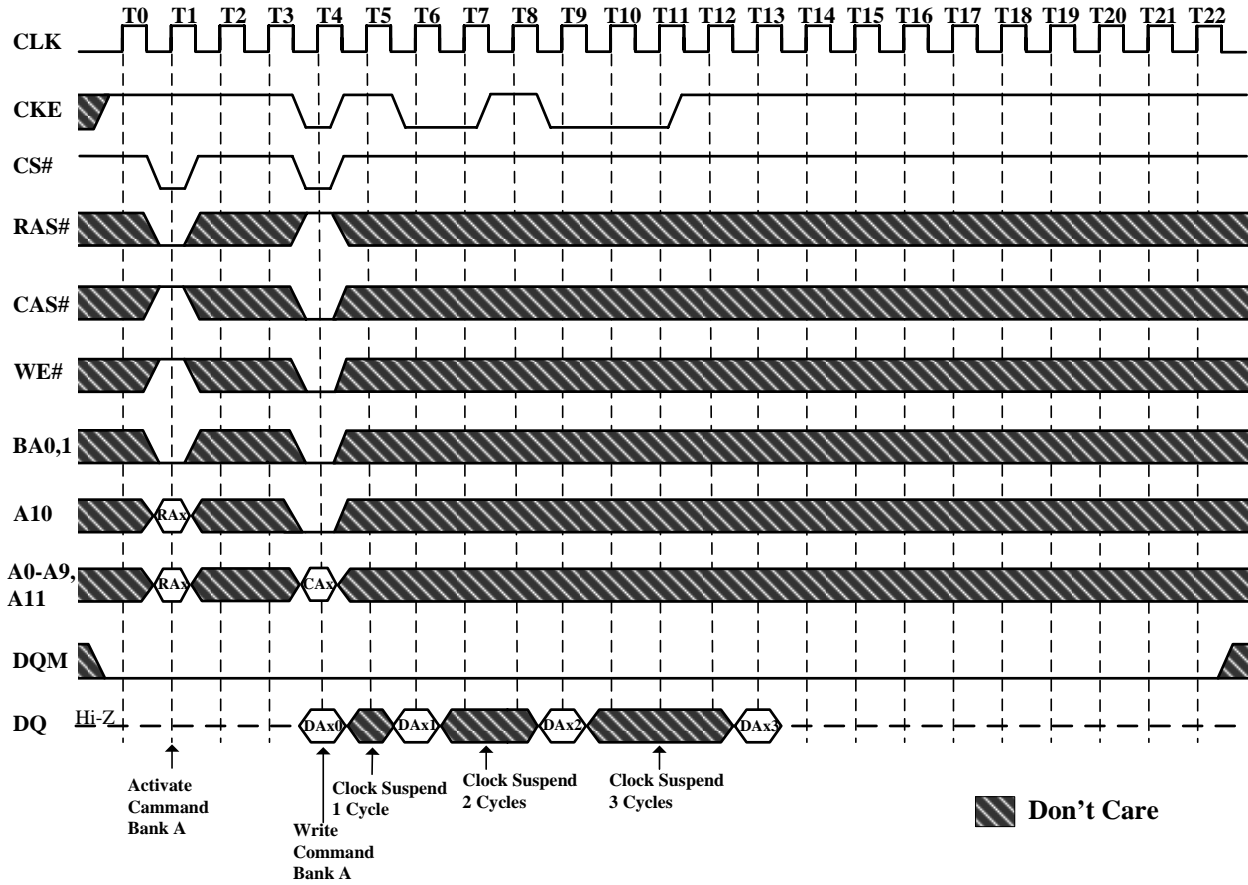 T0 T1 T2 T3 T4 T5 T6 T7 T8 T9 T10 T11 T12 T13 T14 T15 T16 T17 T18 T19 T20 T21 T22
CLK
CKE
CS#
RAS#
CAS#
WE#
BA0,1
A10
RAx
A0-A9,
A11
RAx
CAx
DQM
DQ
Hi-Z
DAx0
DAx1
DAx2
DAx3
Activate
Cammand
Bank A
Write
Command
Bank A
Clock Suspend
1 Cycle
Clock Suspend
2 Cycles
Clock Suspend
3 Cycles
Don't Care